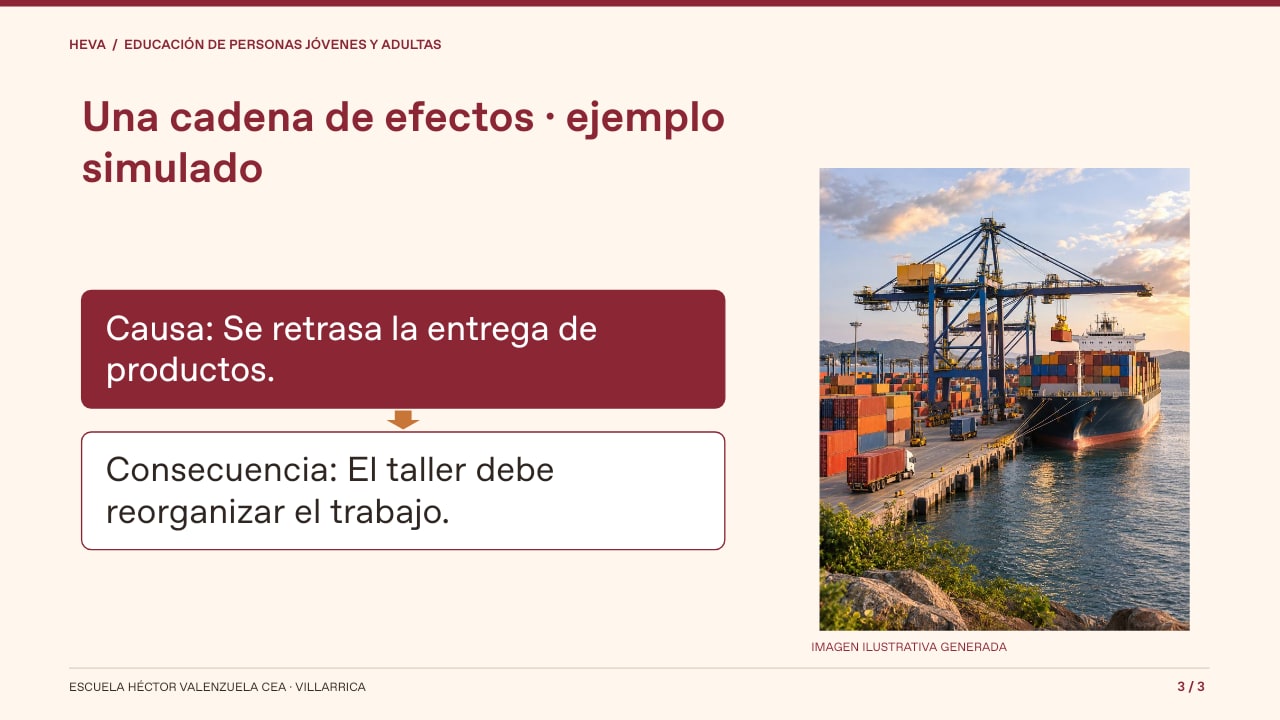 HEVA / EDUCACIÓN DE PERSONAS JÓVENES Y ADULTAS
Una cadena de efectos · ejemplo
simulado
Causa: Se retrasa la entrega de
productos.
Consecuencia: El taller debe
reorganizar el trabajo.
IMAGEN ILUSTRATIVA GENERADA
ESCUELA HÉCTOR VALENZUELA CEA · VILLARRICA
3 / 3